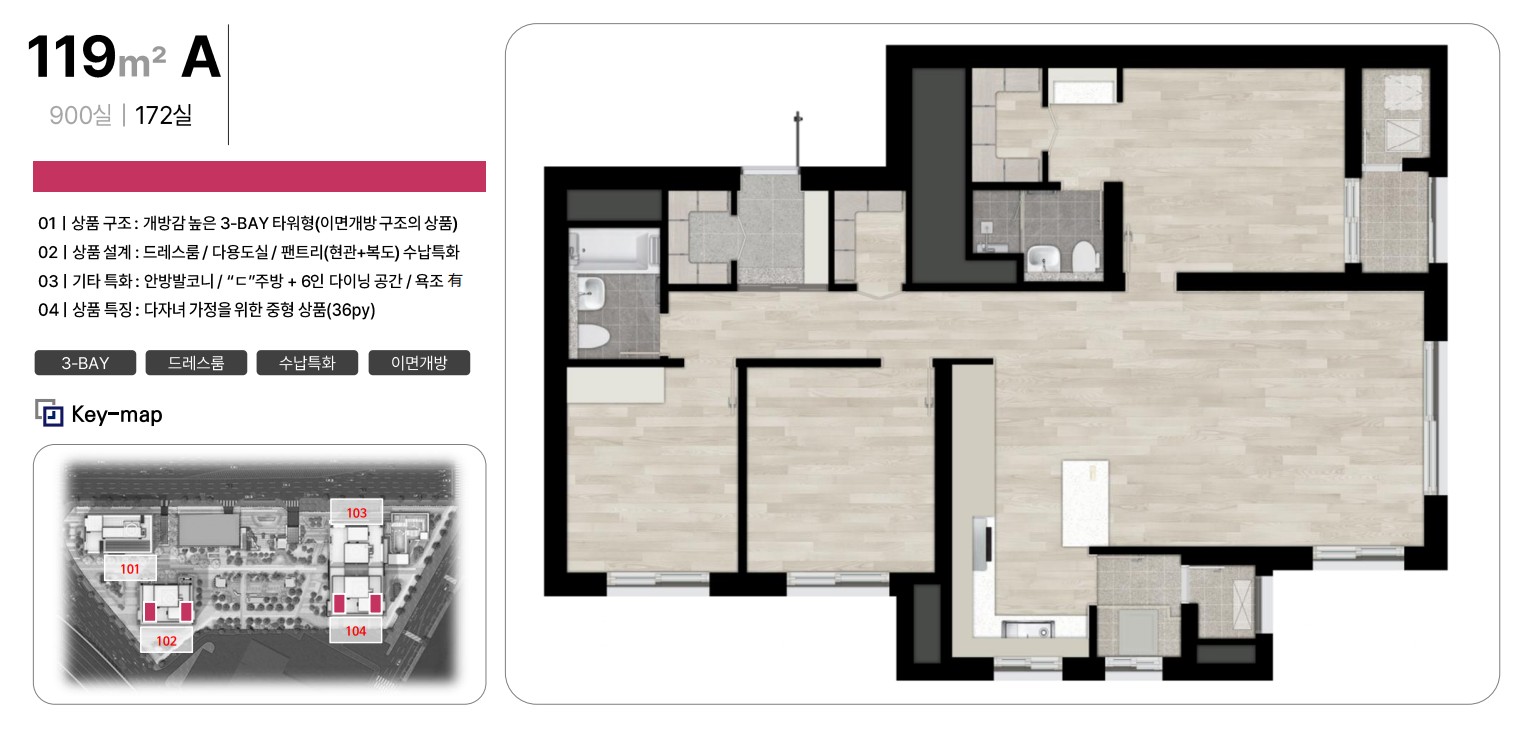 119m² A
900실 | 172실
01 | 상품 구조 : 개방감 높은 3-BAY 타워형(이면개방 구조의 상품)
02 | 상품 설계 : 드레스룸 / 다용도실 / 팬트리(현관+복도) 수납특화
03 | 기타 특화 : 안방발코니 / “ㄷ”주방 + 6인 다이닝 공간 / 욕조 有
04 | 상품 특징 : 다자녀 가정을 위한 중형 상품(36py)
3-BAY 드레스룸 수납특화 이면개방
Key-map
103
101
104
102